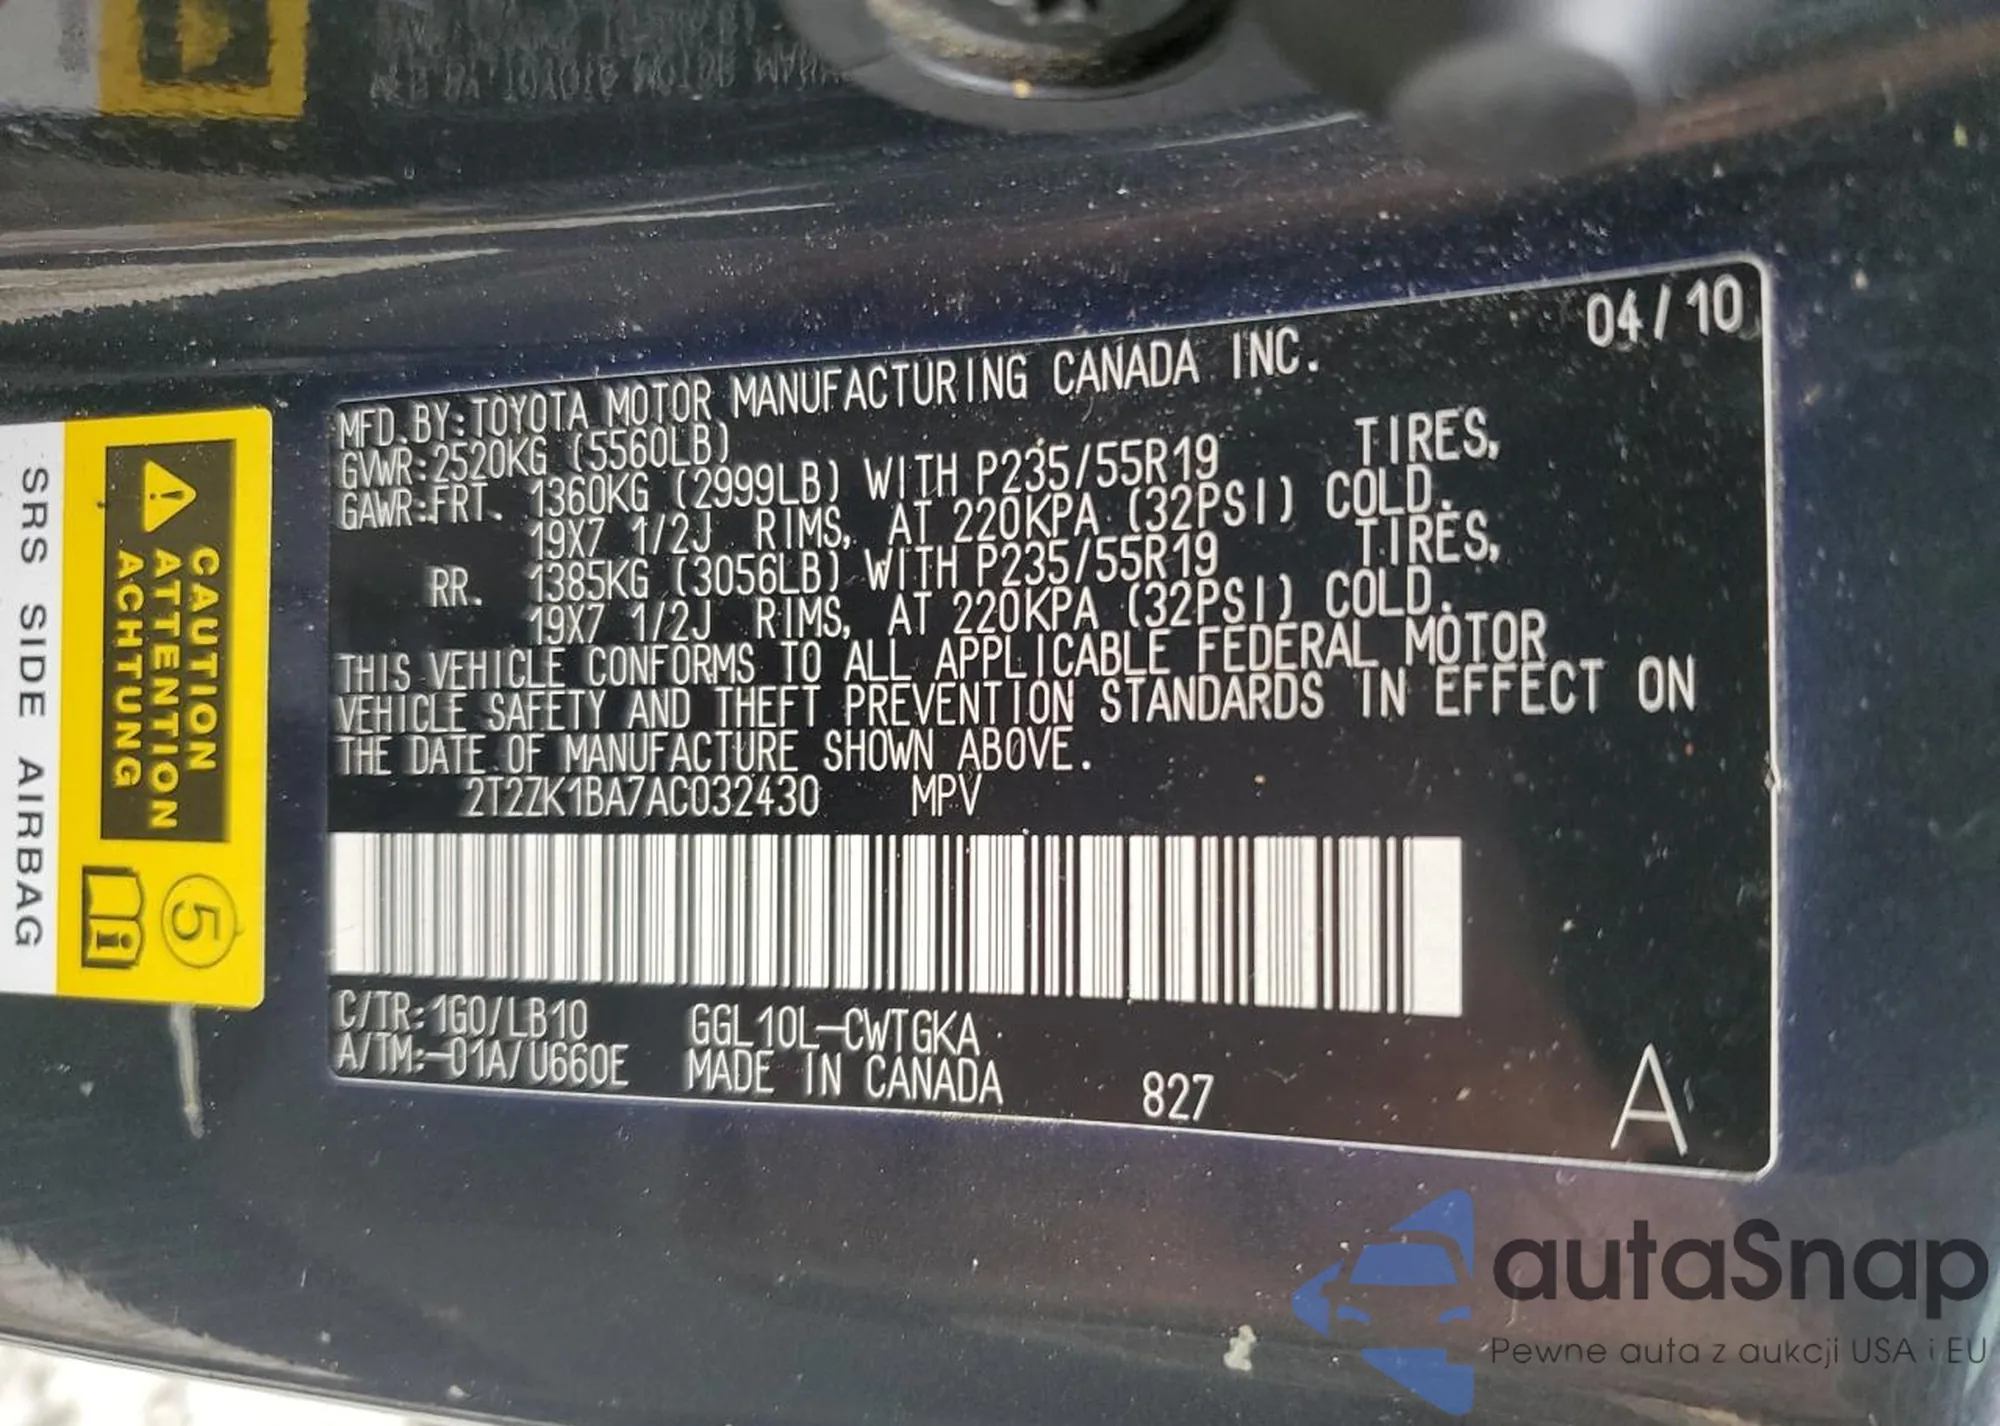 04/10
MFD.BY:TOYOTA MOTOR MANUFACTURING CANADA INC.
GVWR:2520KG (5560LB)
GAWR:FRT. 1360KG (2999LB) WITH P235/55R19 TIRES,
19X7 1/2J RIMS, AT 220KPA (32PSI) COLD.
RR. 1385KG (3056LB) WITH P235/55R19 TIRES,
19X7 1/2J RIMS, AT 220KPA (32PSI) COLD.
THIS VEHICLE CONFORMS TO ALL APPLICABLE FEDERAL MOTOR
VEHICLE SAFETY AND THEFT PREVENTION STANDARDS IN EFFECT ON
THE DATE OF MANUFACTURE SHOWN ABOVE.
2T2ZK1BA7AC032430 MPV
C/TR:1G0/LB10 GGL10L-CWTGKA
A/TM:-01A/U660E MADE IN CANADA 827
A
CAUTION
ATTENTION
ACHTUNG
5
SRS SIDE AIRBAG
autaSnap
Pewne auta z aukcji USA i EU